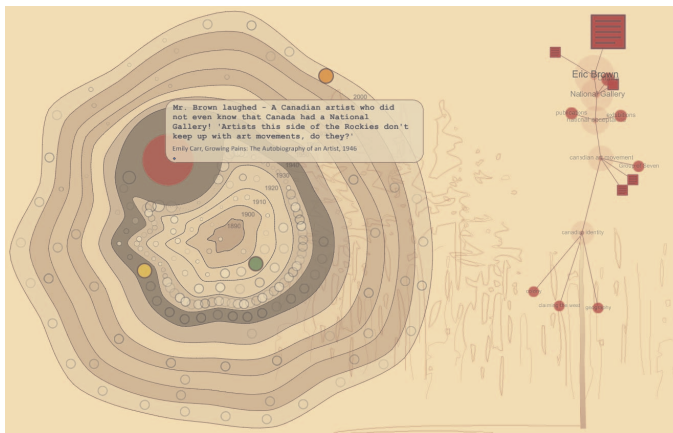 Eric Brown
National Gallery
2000
Mr. Brown laughed - A Canadian artist who did
not even know that Canada had a National
Gallery! 'Artists this side of the Rockies don't
keep up with art movements, do they?'
Emily Carr, Growing Pains: The Autobiography of an Artist, 1946
1930
1920
1910
1900
1890
canadian art movement
canadian identity